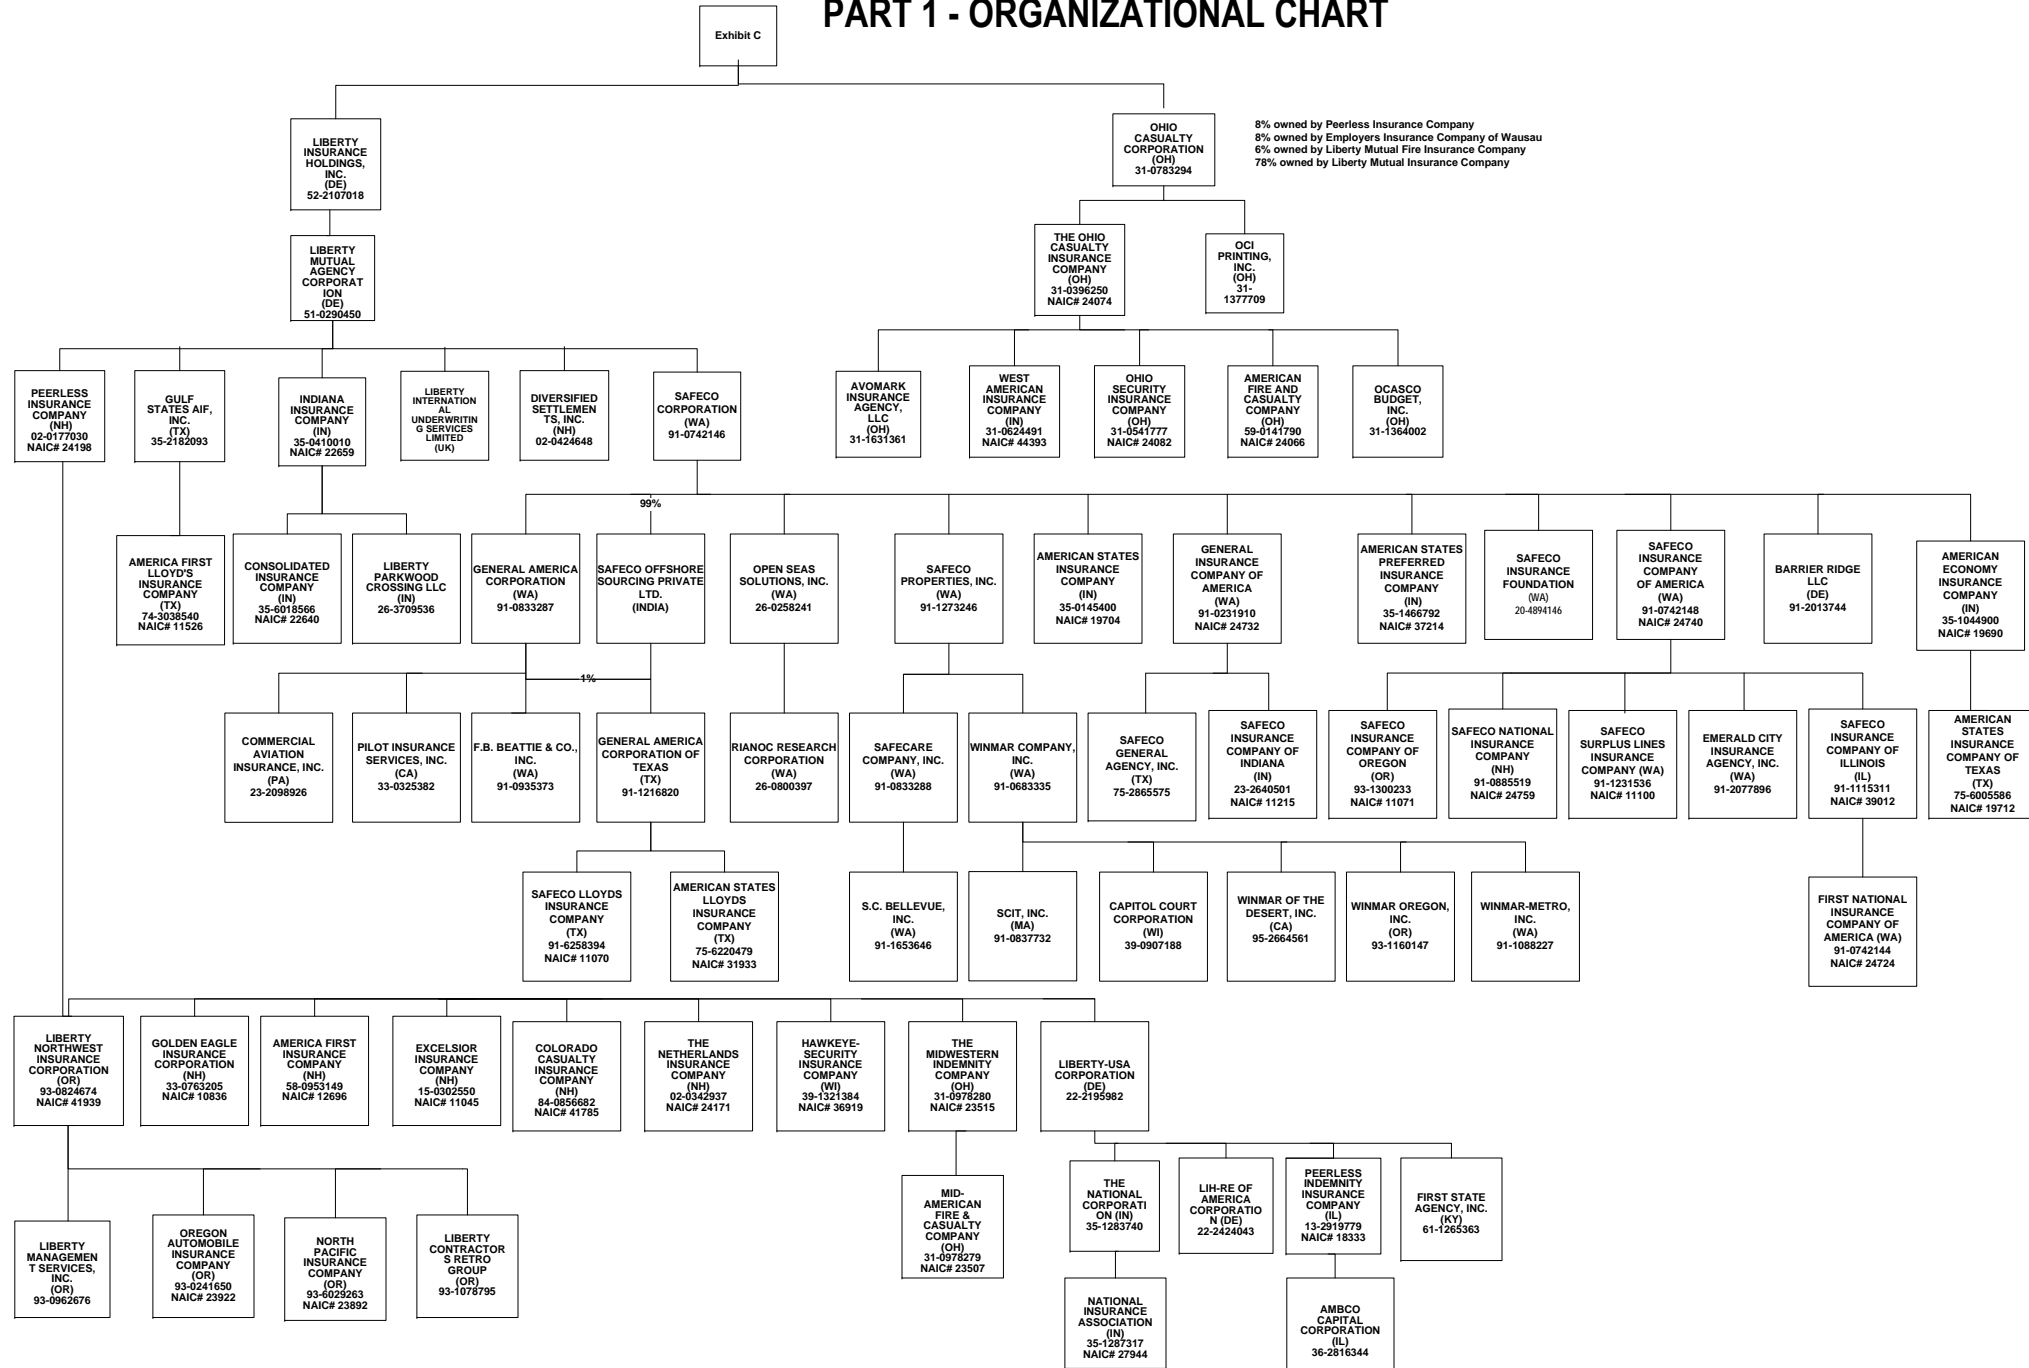 PART 1 - ORGANIZATIONAL CHART
Exhibit C
LIBERTY
INSURANCE
HOLDINGS,
INC.
(DE)
52-2107018
OHIO
CASUALTY
CORPORATION
(OH)
31-0783294
8% owned by Peerless Insurance Company
8% owned by Employers Insurance Company of Wausau
6% owned by Liberty Mutual Fire Insurance Company
78% owned by Liberty Mutual Insurance Company
LIBERTY
MUTUAL
AGENCY
CORPORAT
ION
(DE)
51-0290450
THE OHIO
CASUALTY
INSURANCE
COMPANY
(OH)
31-0396250
NAIC# 24074
OCI
PRINTING,
INC.
(OH)
31-
1377709
PEERLESS
INSURANCE
COMPANY
(NH)
02-0177030
NAIC# 24198
GULF
STATES AIF,
INC.
(TX)
35-2182093
INDIANA
INSURANCE
COMPANY
(IN)
35-0410010
NAIC# 22659
LIBERTY
INTERNATION
AL
UNDERWRITIN
G SERVICES
LIMITED
(UK)
DIVERSIFIED
SETTLEMEN
TS, INC.
(NH)
02-0424648
SAFECO
CORPORATION
(WA)
91-0742146
AVOMARK
INSURANCE
AGENCY,
LLC
(OH)
31-1631361
WEST
AMERICAN
INSURANCE
COMPANY
(IN)
31-0624491
NAIC# 44393
OHIO
SECURITY
INSURANCE
COMPANY
(OH)
31-0541777
NAIC# 24082
AMERICAN
FIRE AND
CASUALTY
COMPANY
(OH)
59-0141790
NAIC# 24066
OCASCO
BUDGET,
INC.
(OH)
31-1364002
99%
AMERICA FIRST
LLOYD'S
INSURANCE
COMPANY
(TX)
74-3038540
NAIC# 11526
CONSOLIDATED
INSURANCE
COMPANY
(IN)
35-6018566
NAIC# 22640
LIBERTY
PARKWOOD
CROSSING LLC
(IN)
26-3709536
GENERAL AMERICA
CORPORATION
(WA)
91-0833287
SAFECO OFFSHORE
SOURCING PRIVATE
LTD.
(INDIA)
OPEN SEAS
SOLUTIONS, INC.
(WA)
26-0258241
SAFECO
PROPERTIES, INC.
(WA)
91-1273246
AMERICAN STATES
INSURANCE
COMPANY
(IN)
35-0145400
NAIC# 19704
GENERAL
INSURANCE
COMPANY OF
AMERICA
(WA)
91-0231910
NAIC# 24732
AMERICAN STATES
PREFERRED
INSURANCE
COMPANY
(IN)
35-1466792
NAIC# 37214
SAFECO
INSURANCE
FOUNDATION
(WA)
20-4894146
SAFECO
INSURANCE
COMPANY
OF AMERICA
(WA)
91-0742148
NAIC# 24740
BARRIER RIDGE
LLC
(DE)
91-2013744
AMERICAN
ECONOMY
INSURANCE
COMPANY
(IN)
35-1044900
NAIC# 19690
1%
COMMERCIAL
AVIATION
INSURANCE, INC.
(PA)
23-2098926
PILOT INSURANCE
SERVICES, INC.
(CA)
33-0325382
F.B. BEATTIE & CO.,
INC.
(WA)
91-0935373
GENERAL AMERICA
CORPORATION OF
TEXAS
(TX)
91-1216820
RIANOC RESEARCH
CORPORATION
(WA)
26-0800397
SAFECARE
COMPANY, INC.
(WA)
91-0833288
WINMAR COMPANY,
INC.
(WA)
91-0683335
SAFECO
GENERAL
AGENCY, INC.
(TX)
75-2865575
SAFECO
INSURANCE
COMPANY OF
INDIANA
(IN)
23-2640501
NAIC# 11215
SAFECO
INSURANCE
COMPANY OF
OREGON
(OR)
93-1300233
NAIC# 11071
SAFECO NATIONAL
INSURANCE
COMPANY
(NH)
91-0885519
NAIC# 24759
SAFECO
SURPLUS LINES
INSURANCE
COMPANY (WA)
91-1231536
NAIC# 11100
EMERALD CITY
INSURANCE
AGENCY, INC.
(WA)
91-2077896
SAFECO
INSURANCE
COMPANY OF
ILLINOIS
(IL)
91-1115311
NAIC# 39012
AMERICAN
STATES
INSURANCE
COMPANY OF
TEXAS
(TX)
75-6005586
NAIC# 19712
SAFECO LLOYDS
INSURANCE
COMPANY
(TX)
91-6258394
NAIC# 11070
AMERICAN STATES
LLOYDS
INSURANCE
COMPANY
(TX)
75-6220479
NAIC# 31933
S.C. BELLEVUE,
INC.
(WA)
91-1653646
SCIT, INC.
(MA)
91-0837732
CAPITOL COURT
CORPORATION
(WI)
39-0907188
WINMAR OF THE
DESERT, INC.
(CA)
95-2664561
WINMAR OREGON,
INC.
(OR)
93-1160147
WINMAR-METRO,
INC.
(WA)
91-1088227
FIRST NATIONAL
INSURANCE
COMPANY OF
AMERICA (WA)
91-0742144
NAIC# 24724
LIBERTY
NORTHWEST
INSURANCE
CORPORATION
(OR)
93-0824674
NAIC# 41939
GOLDEN EAGLE
INSURANCE
CORPORATION
(NH)
33-0763205
NAIC# 10836
AMERICA FIRST
INSURANCE
COMPANY
(NH)
58-0953149
NAIC# 12696
EXCELSIOR
INSURANCE
COMPANY
(NH)
15-0302550
NAIC# 11045
COLORADO
CASUALTY
INSURANCE
COMPANY
(NH)
84-0856682
NAIC# 41785
THE
NETHERLANDS
INSURANCE
COMPANY
(NH)
02-0342937
NAIC# 24171
HAWKEYE-
SECURITY
INSURANCE
COMPANY
(WI)
39-1321384
NAIC# 36919
THE
MIDWESTERN
INDEMNITY
COMPANY
(OH)
31-0978280
NAIC# 23515
LIBERTY-USA
CORPORATION
(DE)
22-2195982
LIBERTY
MANAGEMEN
T SERVICES,
INC.
(OR)
93-0962676
OREGON
AUTOMOBILE
INSURANCE
COMPANY
(OR)
93-0241650
NAIC# 23922
NORTH
PACIFIC
INSURANCE
COMPANY
(OR)
93-6029263
NAIC# 23892
LIBERTY
CONTRACTOR
S RETRO
GROUP
(OR)
93-1078795
MID-
AMERICAN
FIRE &
CASUALTY
COMPANY
(OH)
31-0978279
NAIC# 23507
THE
NATIONAL
CORPORATI
ON (IN)
35-1283740
LIH-RE OF
AMERICA
CORPORATIO
N (DE)
22-2424043
PEERLESS
INDEMNITY
INSURANCE
COMPANY
(IL)
13-2919779
NAIC# 18333
FIRST STATE
AGENCY, INC.
(KY)
61-1265363
NATIONAL
INSURANCE
ASSOCIATION
(IN)
35-1287317
NAIC# 27944
AMBCO
CAPITAL
CORPORATION
(IL)
36-2816344